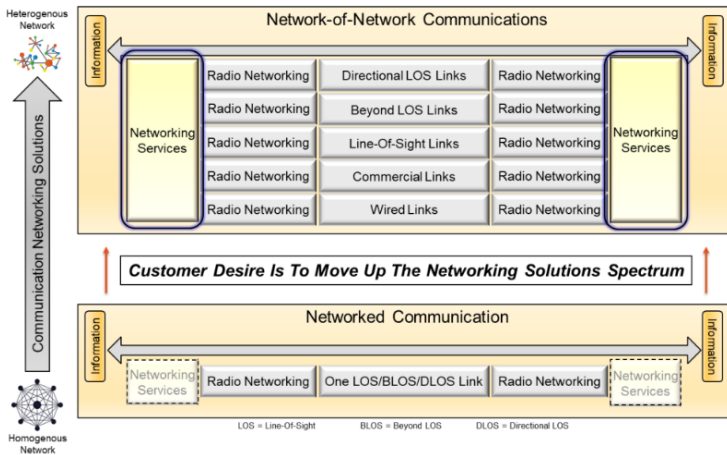 Heterogenous
Network
Network-of-Network Communications
Information
Information
Networking
Services
Radio Networking
Directional LOS Links
Radio Networking
Radio Networking
Beyond LOS Links
Radio Networking
Radio Networking
Line-Of-Sight Links
Radio Networking
Radio Networking
Commercial Links
Radio Networking
Radio Networking
Wired Links
Radio Networking
Networking
Services
Communication Networking Solutions
Customer Desire Is To Move Up The Networking Solutions Spectrum
Networked Communication
Information
Information
Networking
Services
Radio Networking
One LOS/BLOS/DLOS Link
Radio Networking
Networking
Services
Homogenous
Network
LOS = Line-Of-Sight
BLOS = Beyond LOS
DLOS = Directional LOS